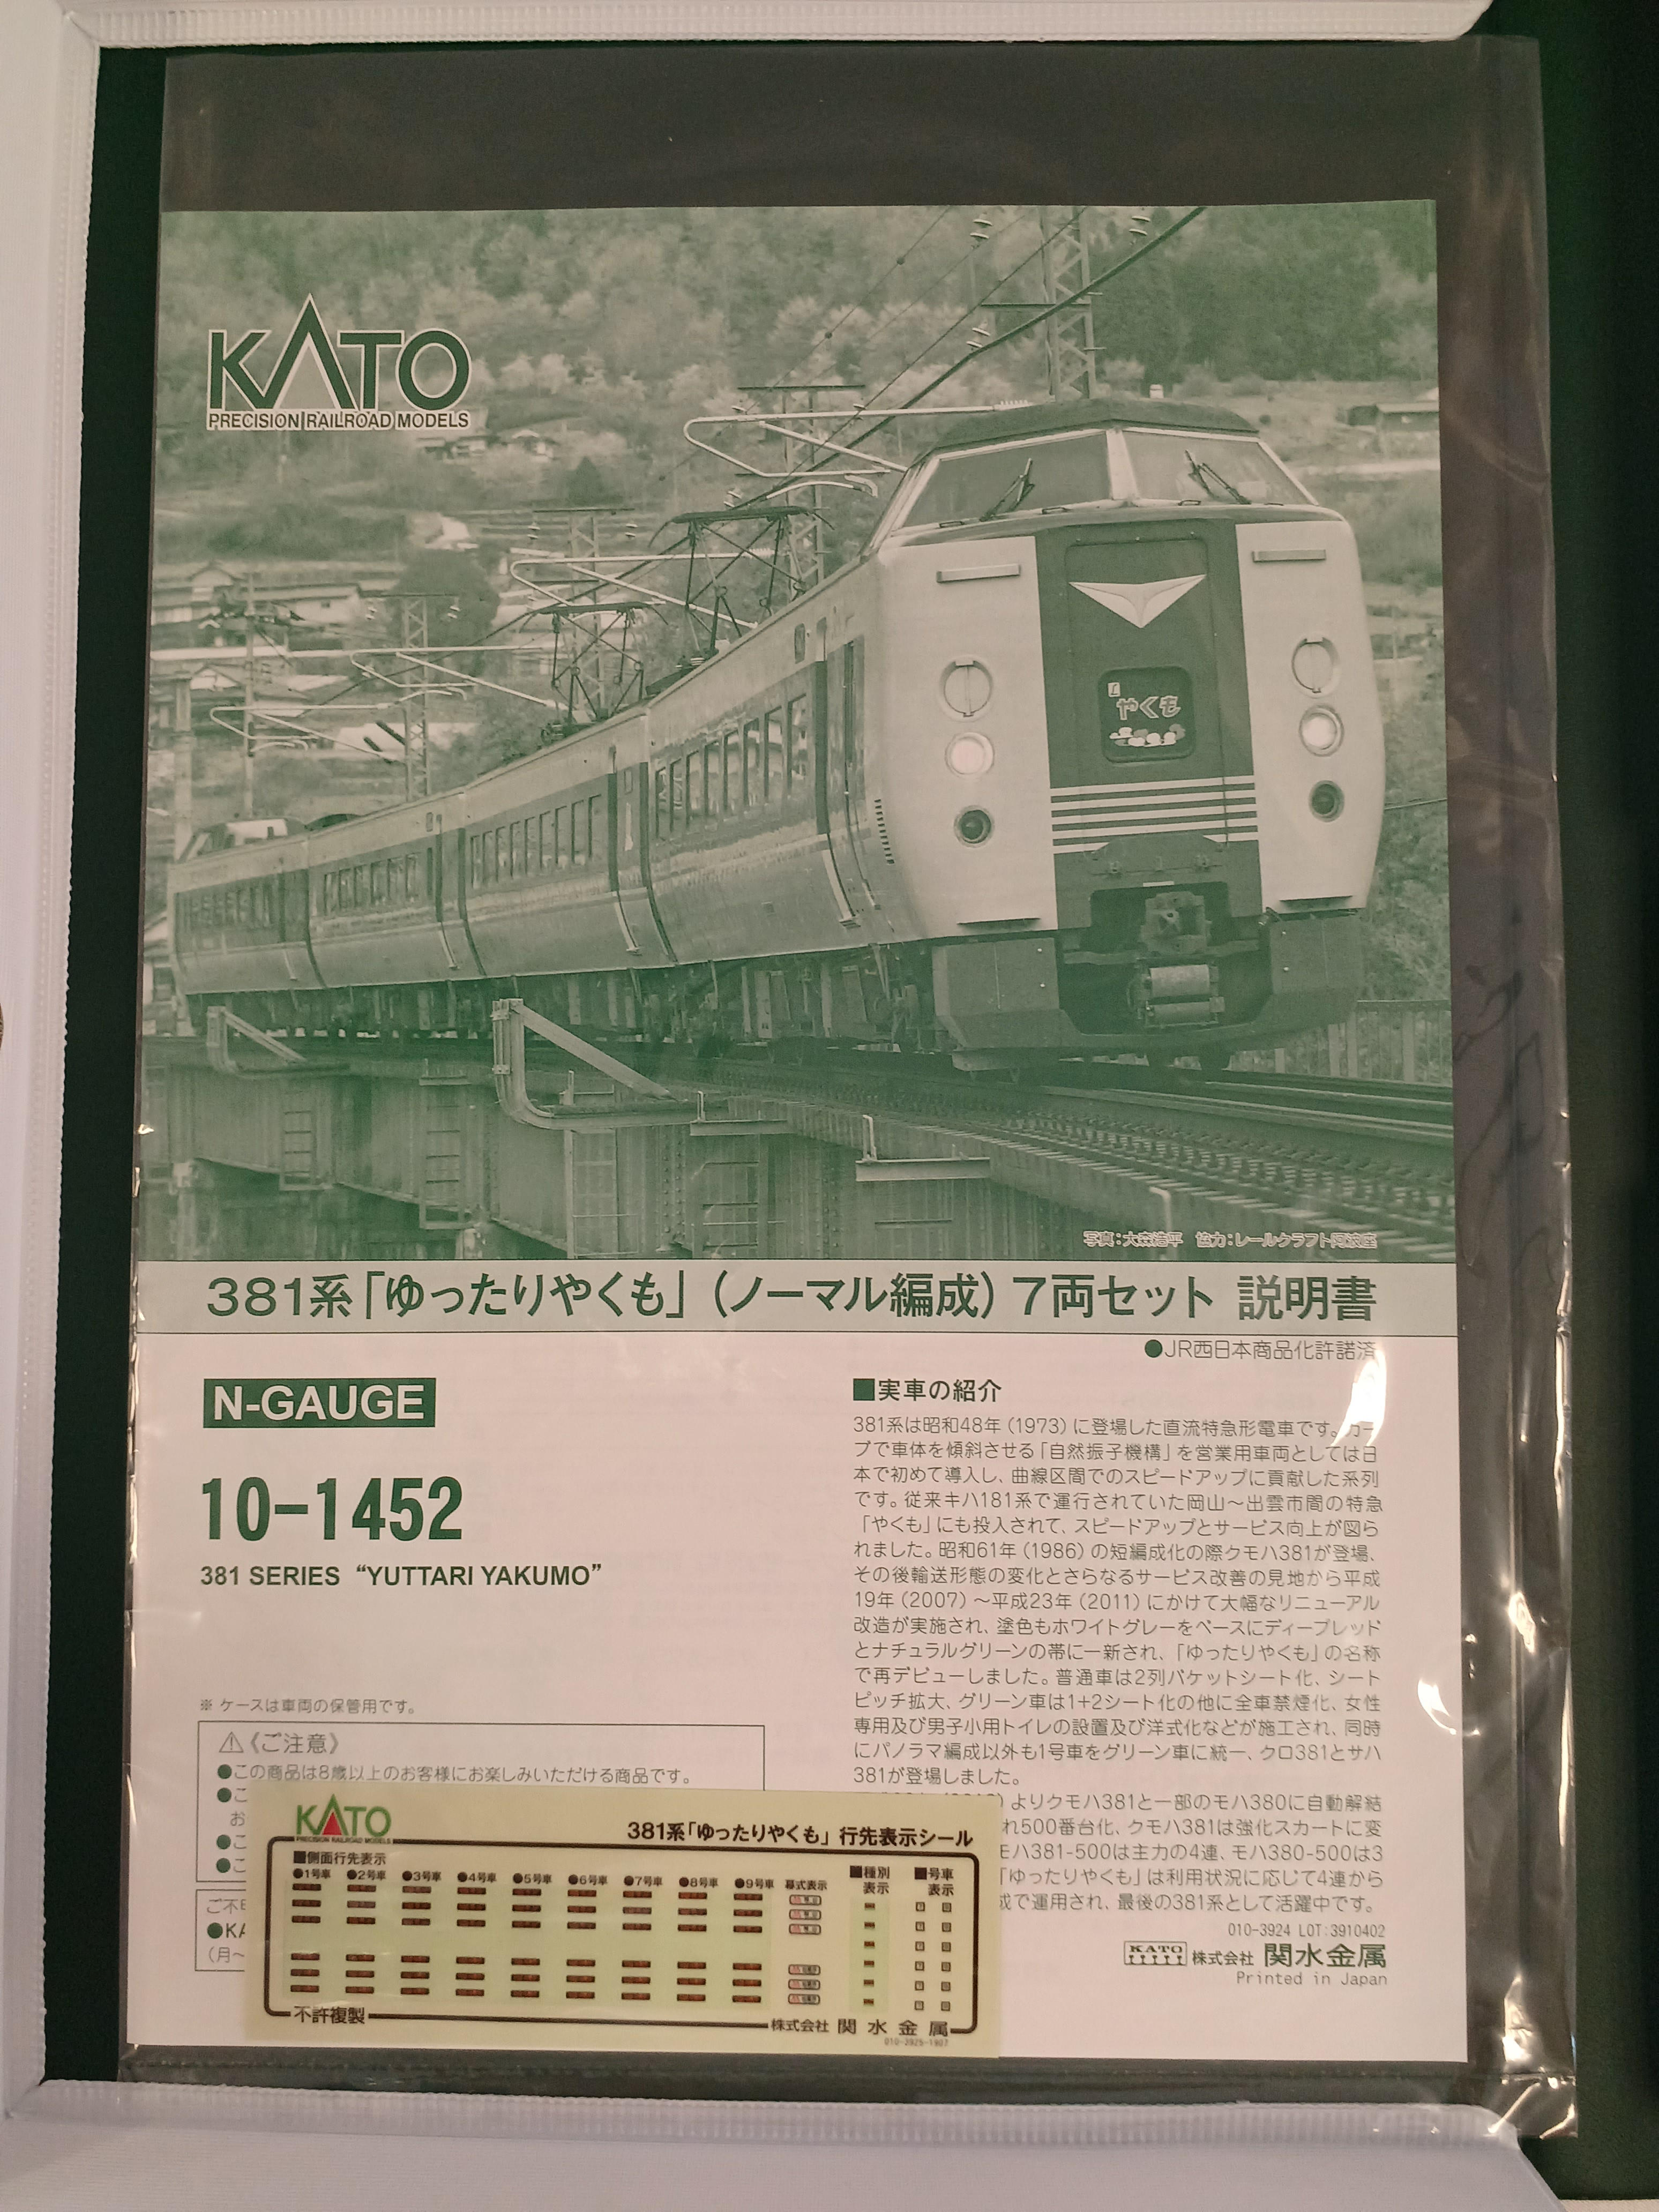 KATO
PRECISION RAILROAD MODELS
やくも
写真：大森浩平　協力：レールクラフト阿波座
381系「ゆったりやくも」（ノーマル編成）7両セット 説明書
●JR西日本商品化許諾済
N-GAUGE
10-1452
381 SERIES “YUTTARI YAKUMO”
※ ケースは車両の保管用です。
⚠《ご注意》
●この商品は8歳以上のお客様にお楽しみいただける商品です。
●こ
お
●こ
●こ
ご不
●KA
（月～
■実車の紹介
381系は昭和48年（1973）に登場した直流特急形電車です。カー
ブで車体を傾斜させる「自然振子機構」を営業用車両としては日
本で初めて導入し、曲線区間でのスピードアップに貢献した系列
です。従来キハ181系で運行されていた岡山～出雲市間の特急
「やくも」にも投入されて、スピードアップとサービス向上が図ら
れました。昭和61年（1986）の短編成化の際クモハ381が登場、
その後輸送形態の変化とさらなるサービス改善の見地から平成
19年（2007）～平成23年（2011）にかけて大幅なリニューアル
改造が実施され、塗色もホワイトグレーをベースにディープレッド
とナチュラルグリーンの帯に一新され、「ゆったりやくも」の名称
で再デビューしました。普通車は2列バケットシート化、シート
ピッチ拡大、グリーン車は1+2シート化の他に全車禁煙化、女性
専用及び男子小用トイレの設置及び洋式化などが施工され、同時
にパノラマ編成以外も1号車をグリーン車に統一、クロ381とサハ
381が登場しました。
よりクモハ381と一部のモハ380に自動解結
れ500番台化、クモハ381は強化スカートに変
モハ381-500は主力の4連、モハ380-500は3
「ゆったりやくも」は利用状況に応じて4連から
成で運用され、最後の381系として活躍中です。
010-3924 LOT:3910402
KATO 株式会社 関水金属
Printed in Japan
KATO
PRECISION RAILROAD MODELS
381系「ゆったりやくも」行先表示シール
■側面行先表示
●1号車 ●2号車 ●3号車 ●4号車 ●5号車 ●6号車 ●7号車 ●8号車 ●9号車 幕式表示
■種別表示
■号車表示
不許複製
株式会社 関水金属
010-3925-1907